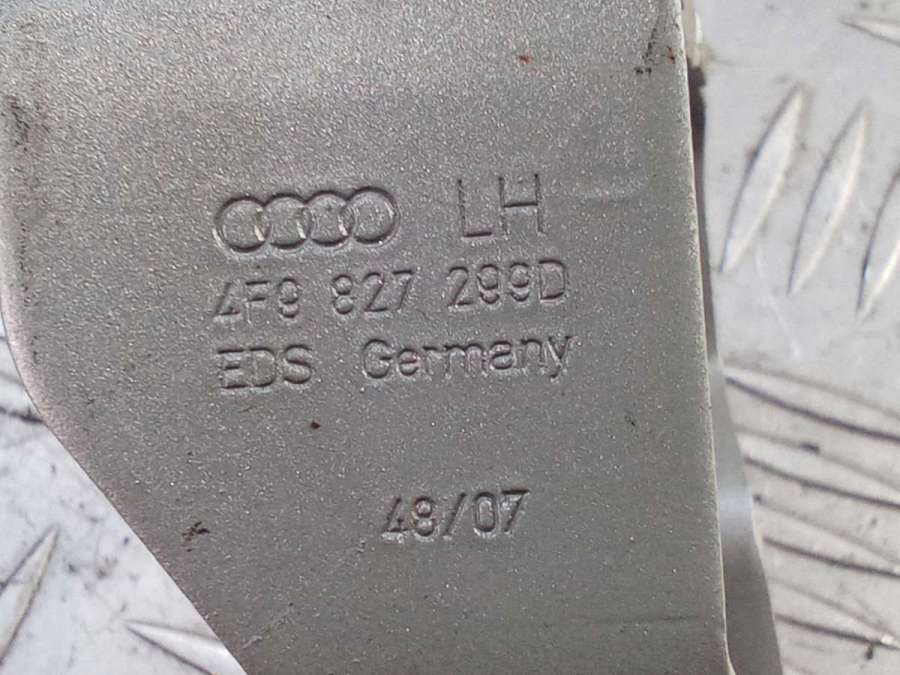 LH
4F9 827 299D
EDS Germany
48/07